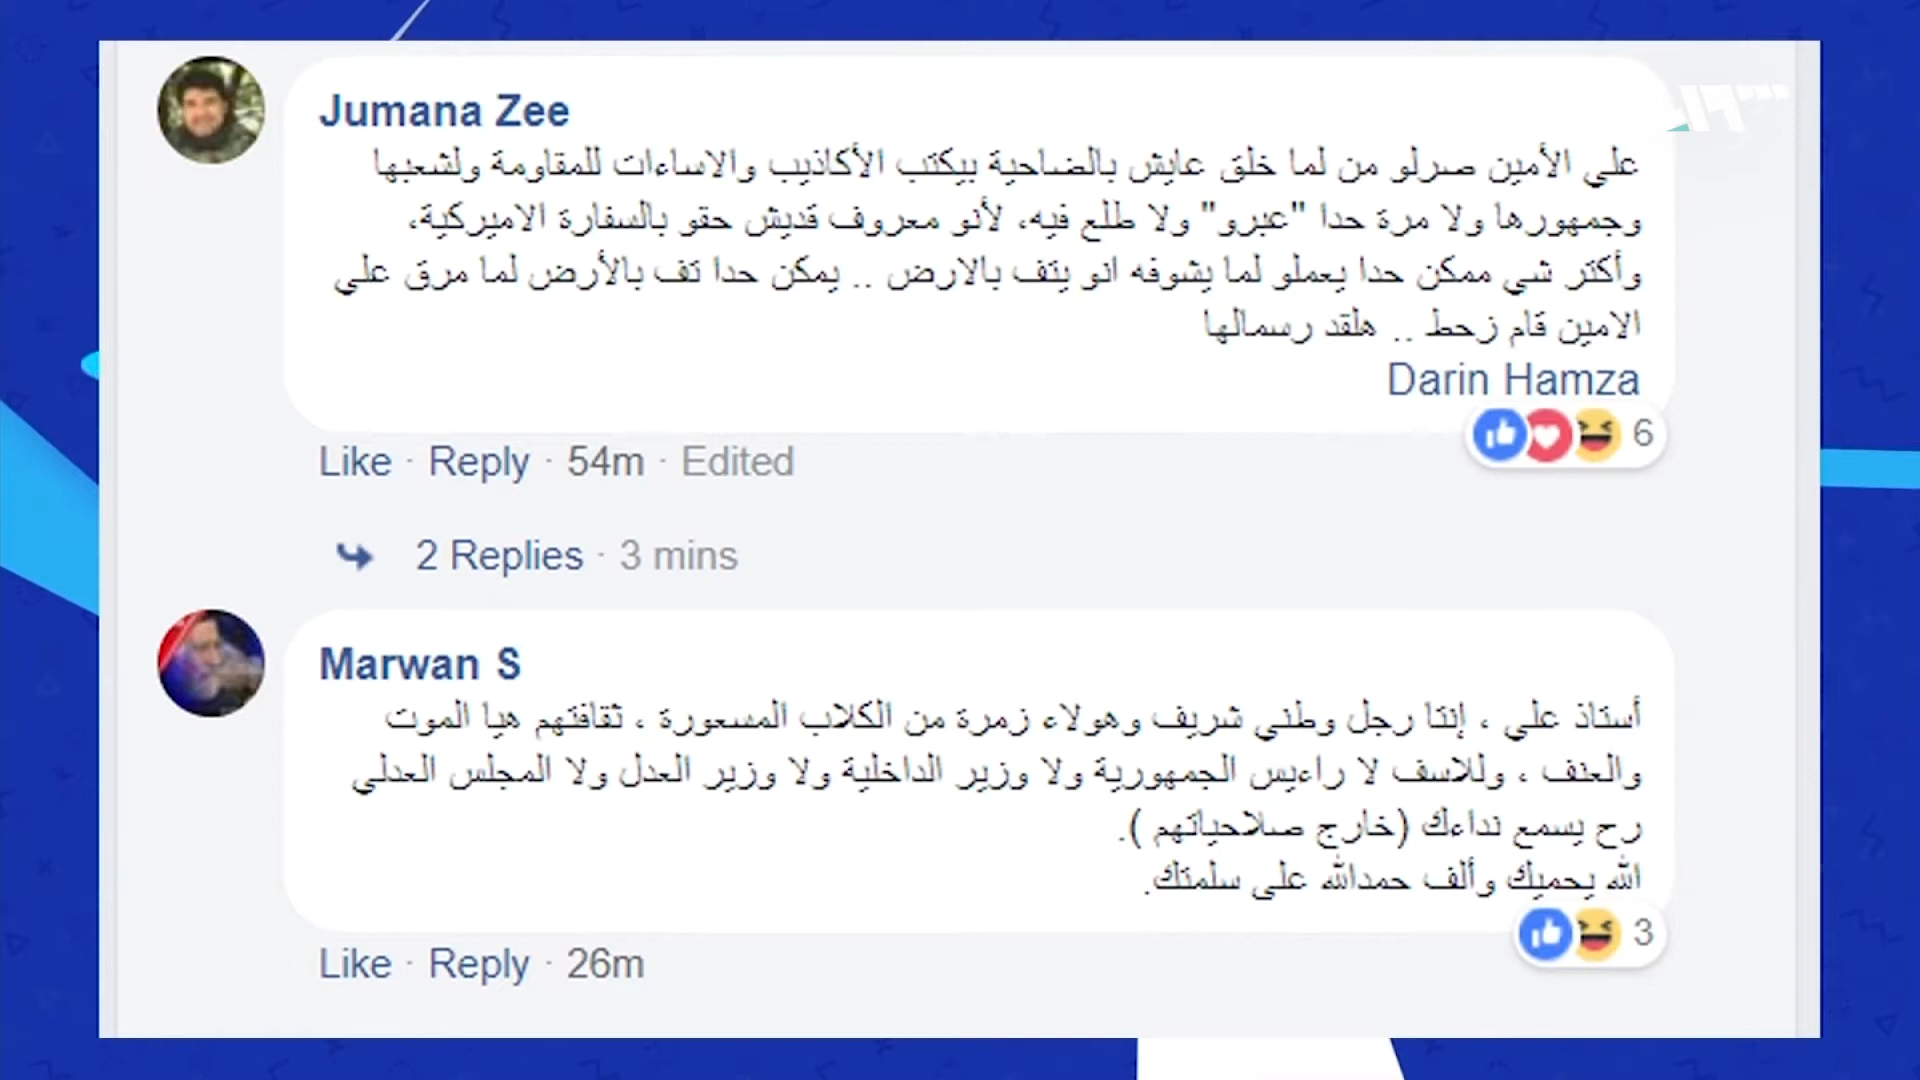 Jumana Zee
علي الأمين صرلو من لما خلق عايش بالضاحية بيكتب الأكاذيب والاساءات للمقاومة ولشعبها
وجمهورها ولا مرة حدا "عبرو" ولا طلع فيه، لأنو معروف قديش حقو بالسفارة الاميركية،
وأكتر شي ممكن حدا يعملو لما يشوفه انو يتف بالارض .. يمكن حدا تف بالأرض لما مرق علي
الامين قام زحط .. هلقد رسمالها
Darin Hamza
6
Like · Reply · 54m · Edited
2 Replies · 3 mins
Marwan S
أستاذ علي ، إنتا رجل وطني شريف وهولاء زمرة من الكلاب المسعورة ، ثقافتهم هيا الموت
والعنف ، وللاسف لا راءيس الجمهورية ولا وزير الداخلية ولا وزير العدل ولا المجلس العدلي
رح يسمع نداءك (خارج صلاحياتهم ).
الله يحميك وألف حمدالله على سلمتك.
3
Like · Reply · 26m